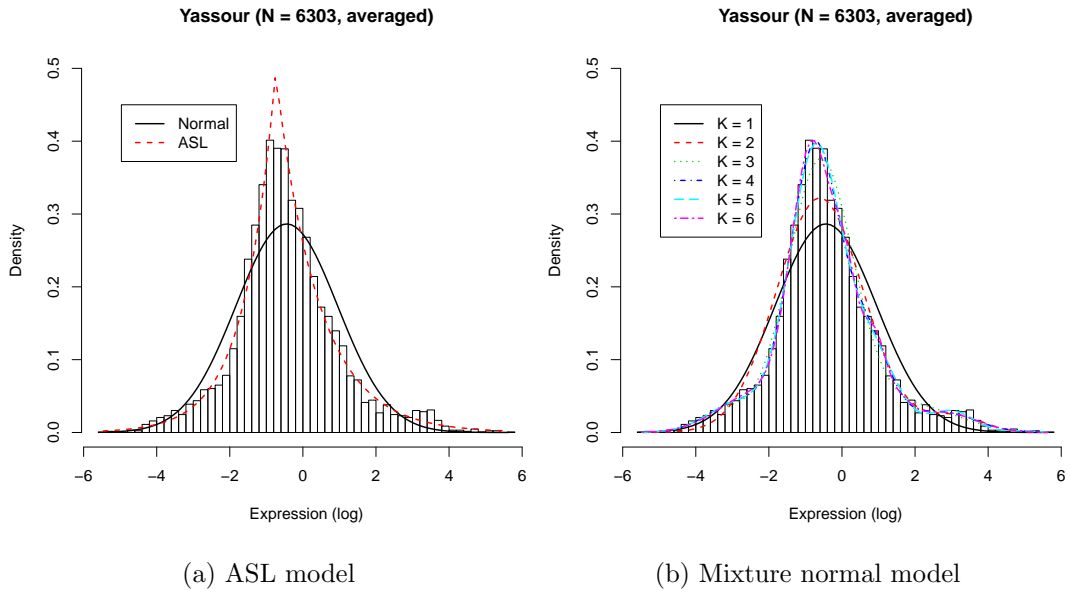 Yassour (N = 6303, averaged)
0.5
0.4
0.3
0.2
0.1
0.0
Density
Normal
ASL
−6 −4 −2 0 2 4 6
Expression (log)
(a) ASL model
Yassour (N = 6303, averaged)
0.5
0.4
0.3
0.2
0.1
0.0
Density
K = 1
K = 2
K = 3
K = 4
K = 5
K = 6
−6 −4 −2 0 2 4 6
Expression (log)
(b) Mixture normal model